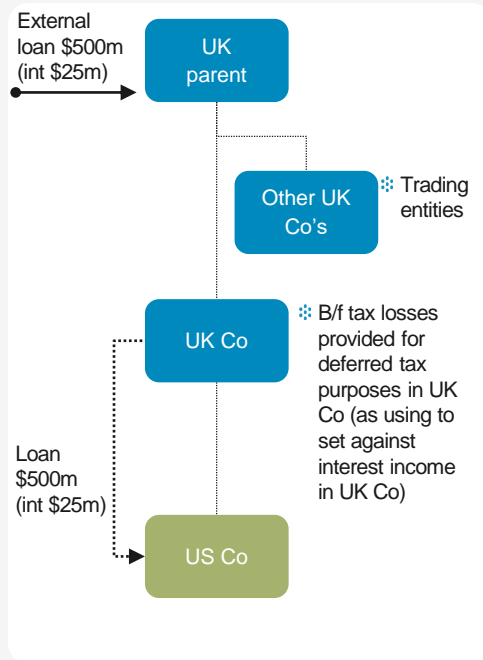 External
loan $500m
(int $25m)
UK
parent
Other UK
Co's
Trading
entities
UK Co
B/f tax losses
provided for
deferred tax
purposes in UK
Co (as using to
set against
interest income
in UK Co)
Loan
$500m
(int $25m)
US Co